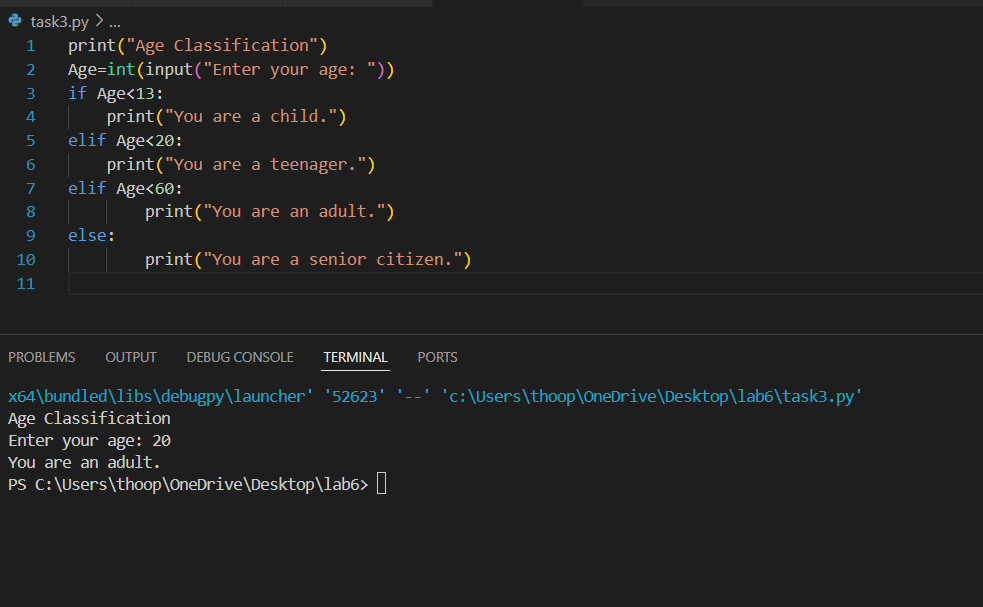 task3.py > ...
1 print("Age Classification")
2 Age=int(input("Enter your age: "))
3 if Age<13:
4     print("You are a child.")
5 elif Age<20:
6     print("You are a teenager.")
7 elif Age<60:
8         print("You are an adult.")
9 else:
10         print("You are a senior citizen.")
11
PROBLEMS OUTPUT DEBUG CONSOLE TERMINAL PORTS
x64\bundled\libs\debugpy\launcher' '52623' '--' 'c:\Users\thoop\OneDrive\Desktop\lab6\task3.py'
Age Classification
Enter your age: 20
You are an adult.
PS C:\Users\thoop\OneDrive\Desktop\lab6>